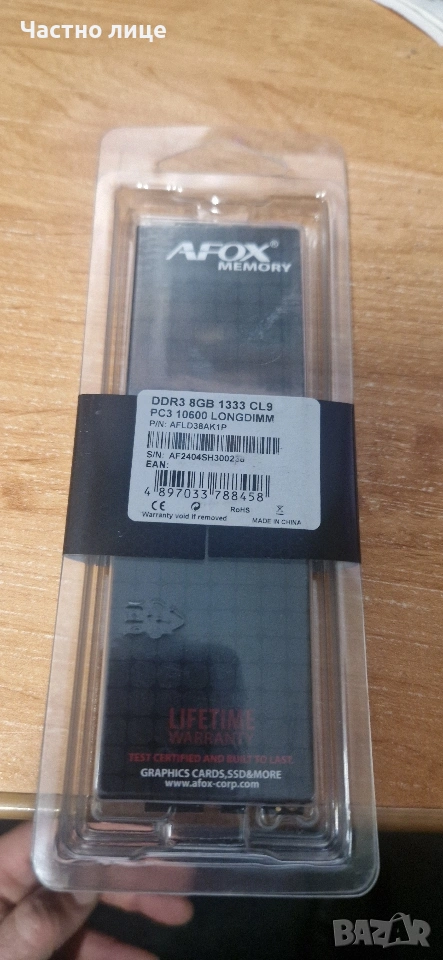 Частно лице
AFOX
MEMORY
DDR3 8GB 1333 CL9
PC3 10600 LONGDIMM
P/N: AFLD38AK1P
S/N:
EAN:
4 897033 788458
CE RoHS
Warranty void if removed
MADE IN CHINA
LIFETIME
WARRANTY
TEST CERTIFIED AND BUILT TO LAST.
GRAPHICS CARDS,SSD&MORE
www.afox-corp.com
BAZAR